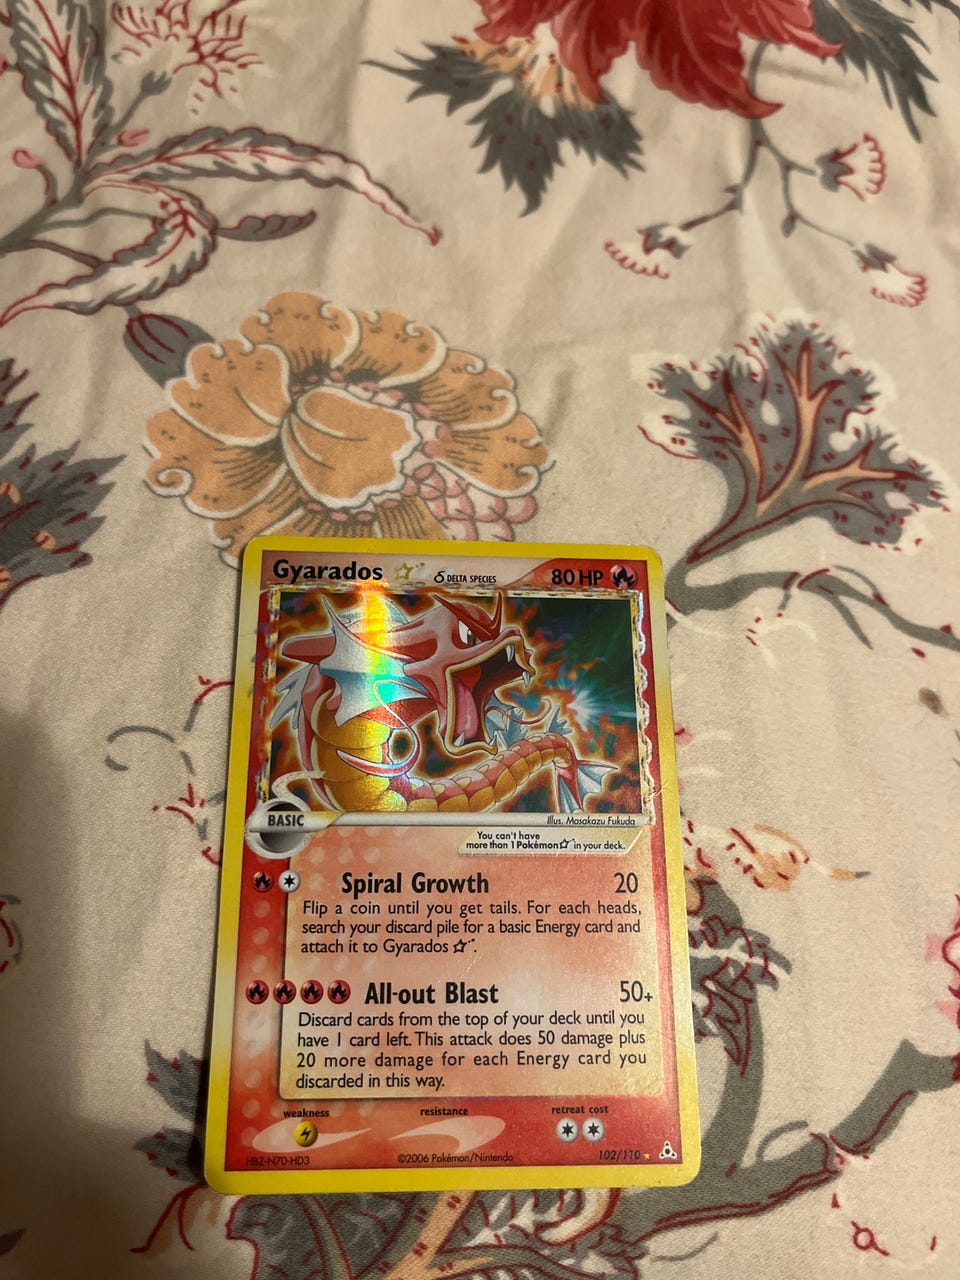 Gyarados ☆ δ DELTA SPECIES 80 HP
BASIC
Illus. Masakazu Fukuda
You can't have
more than 1 Pokémon ☆ in your deck.
Spiral Growth 20
Flip a coin until you get tails. For each heads,
search your discard pile for a basic Energy card and
attach it to Gyarados ☆.
All-out Blast 50+
Discard cards from the top of your deck until you
have 1 card left. This attack does 50 damage plus
20 more damage for each Energy card you
discarded in this way.
weakness resistance retreat cost
HBZ-N70-HD3 ©2006 Pokémon/Nintendo 102/110 ★